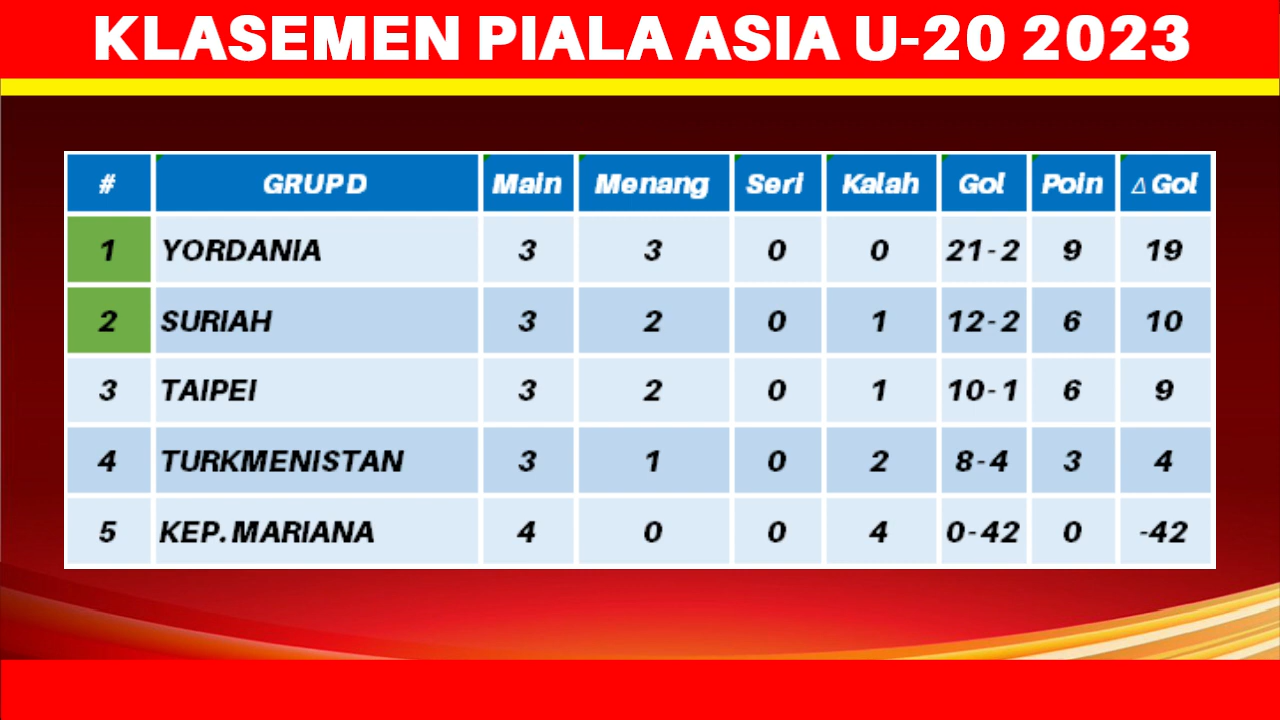 KLASEMEN PIALA ASIA U-20 2023
# GRUP D Main Menang Seri Kalah Gol Poin △ Gol
1 YORDANIA 3 3 0 0 21-2 9 19
2 SURIAH 3 2 0 1 12-2 6 10
3 TAIPEI 3 2 0 1 10-1 6 9
4 TURKMENISTAN 3 1 0 2 8-4 3 4
5 KEP. MARIANA 4 0 0 4 0-42 0 -42